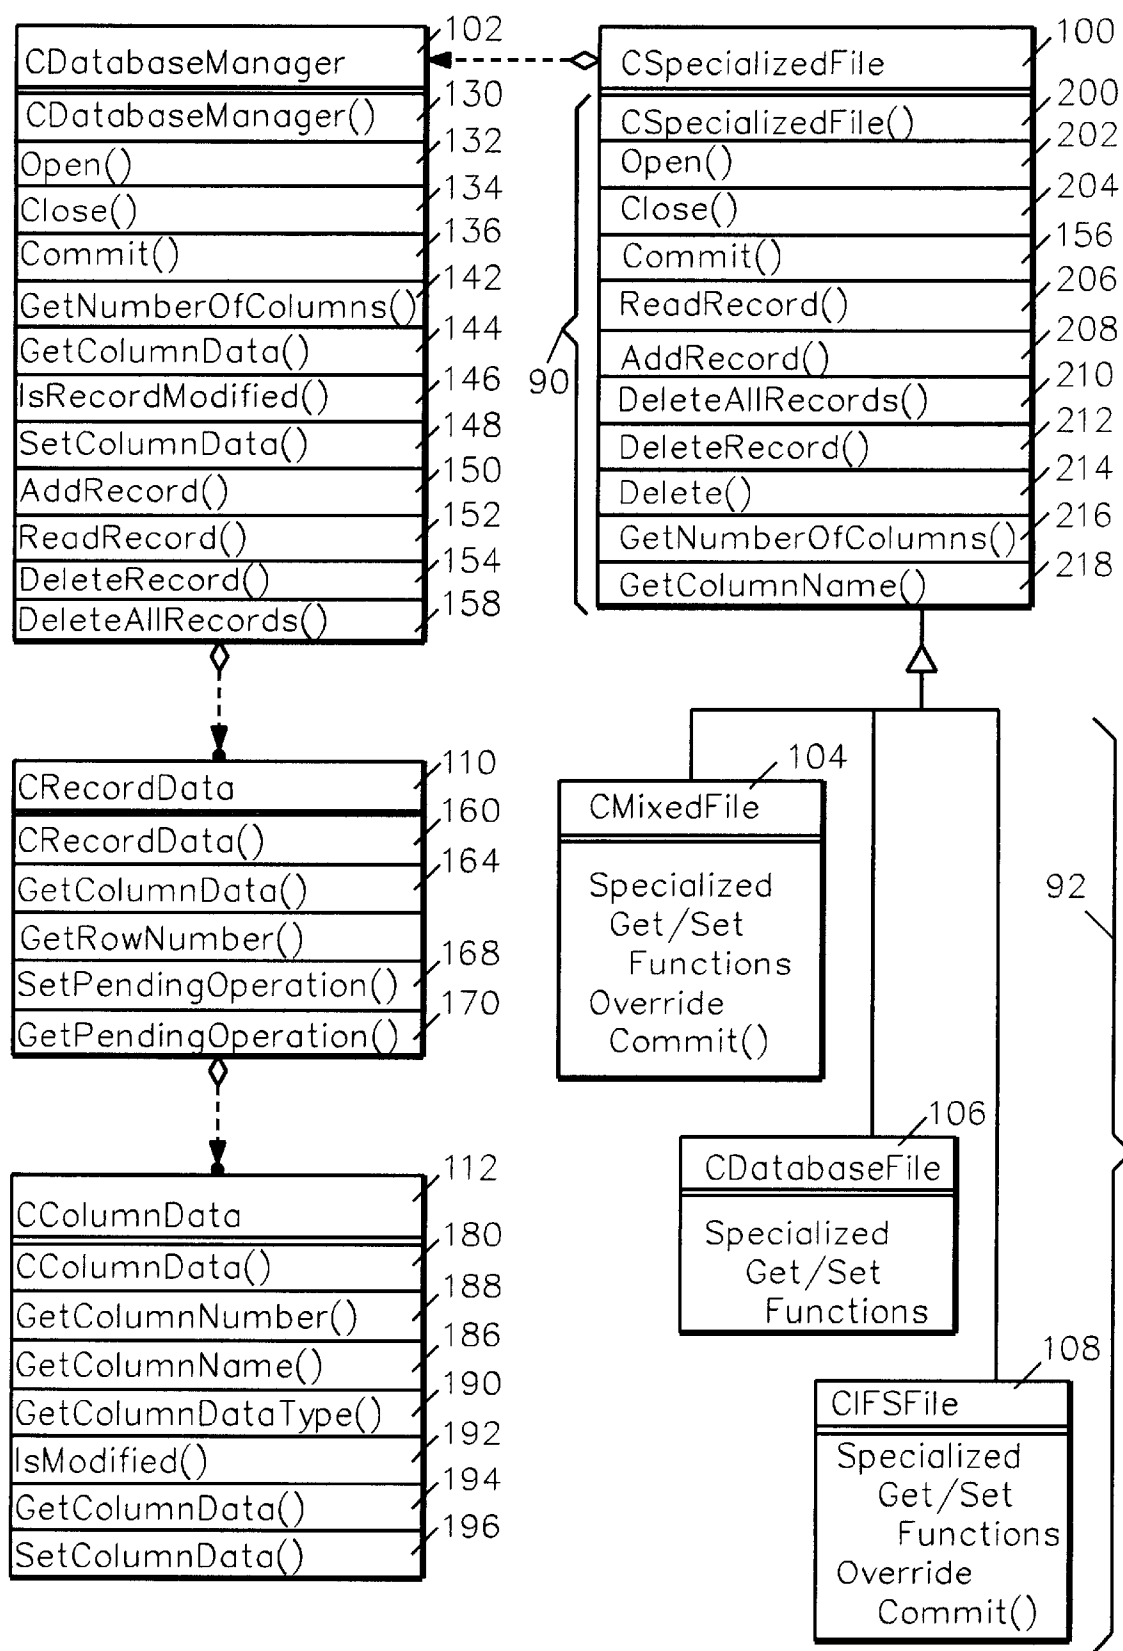 102
CDatabaseManager
130
CDatabaseManager()
132
Open()
134
Close()
136
Commit()
142
GetNumberOfColumns()
144
GetColumnData()
146
IsRecordModified()
148
SetColumnData()
150
AddRecord()
152
ReadRecord()
154
DeleteRecord()
158
DeleteAllRecords()
100
CSpecializedFile
200
CSpecializedFile()
202
Open()
204
Close()
156
Commit()
206
ReadRecord()
208
AddRecord()
90
210
DeleteAllRecords()
212
DeleteRecord()
214
Delete()
216
GetNumberOfColumns()
218
GetColumnName()
110
CRecordData
160
CRecordData()
164
GetColumnData()
GetRowNumber()
168
SetPendingOperation()
170
GetPendingOperation()
112
CColumnData
180
CColumnData()
188
GetColumnNumber()
186
GetColumnName()
190
GetColumnDataType()
192
IsModified()
194
GetColumnData()
196
SetColumnData()
104
CMixedFile
Specialized
Get/Set
Functions
Override
Commit()
92
106
CDatabaseFile
Specialized
Get/Set
Functions
108
CIFSFile
Specialized
Get/Set
Functions
Override
Commit()